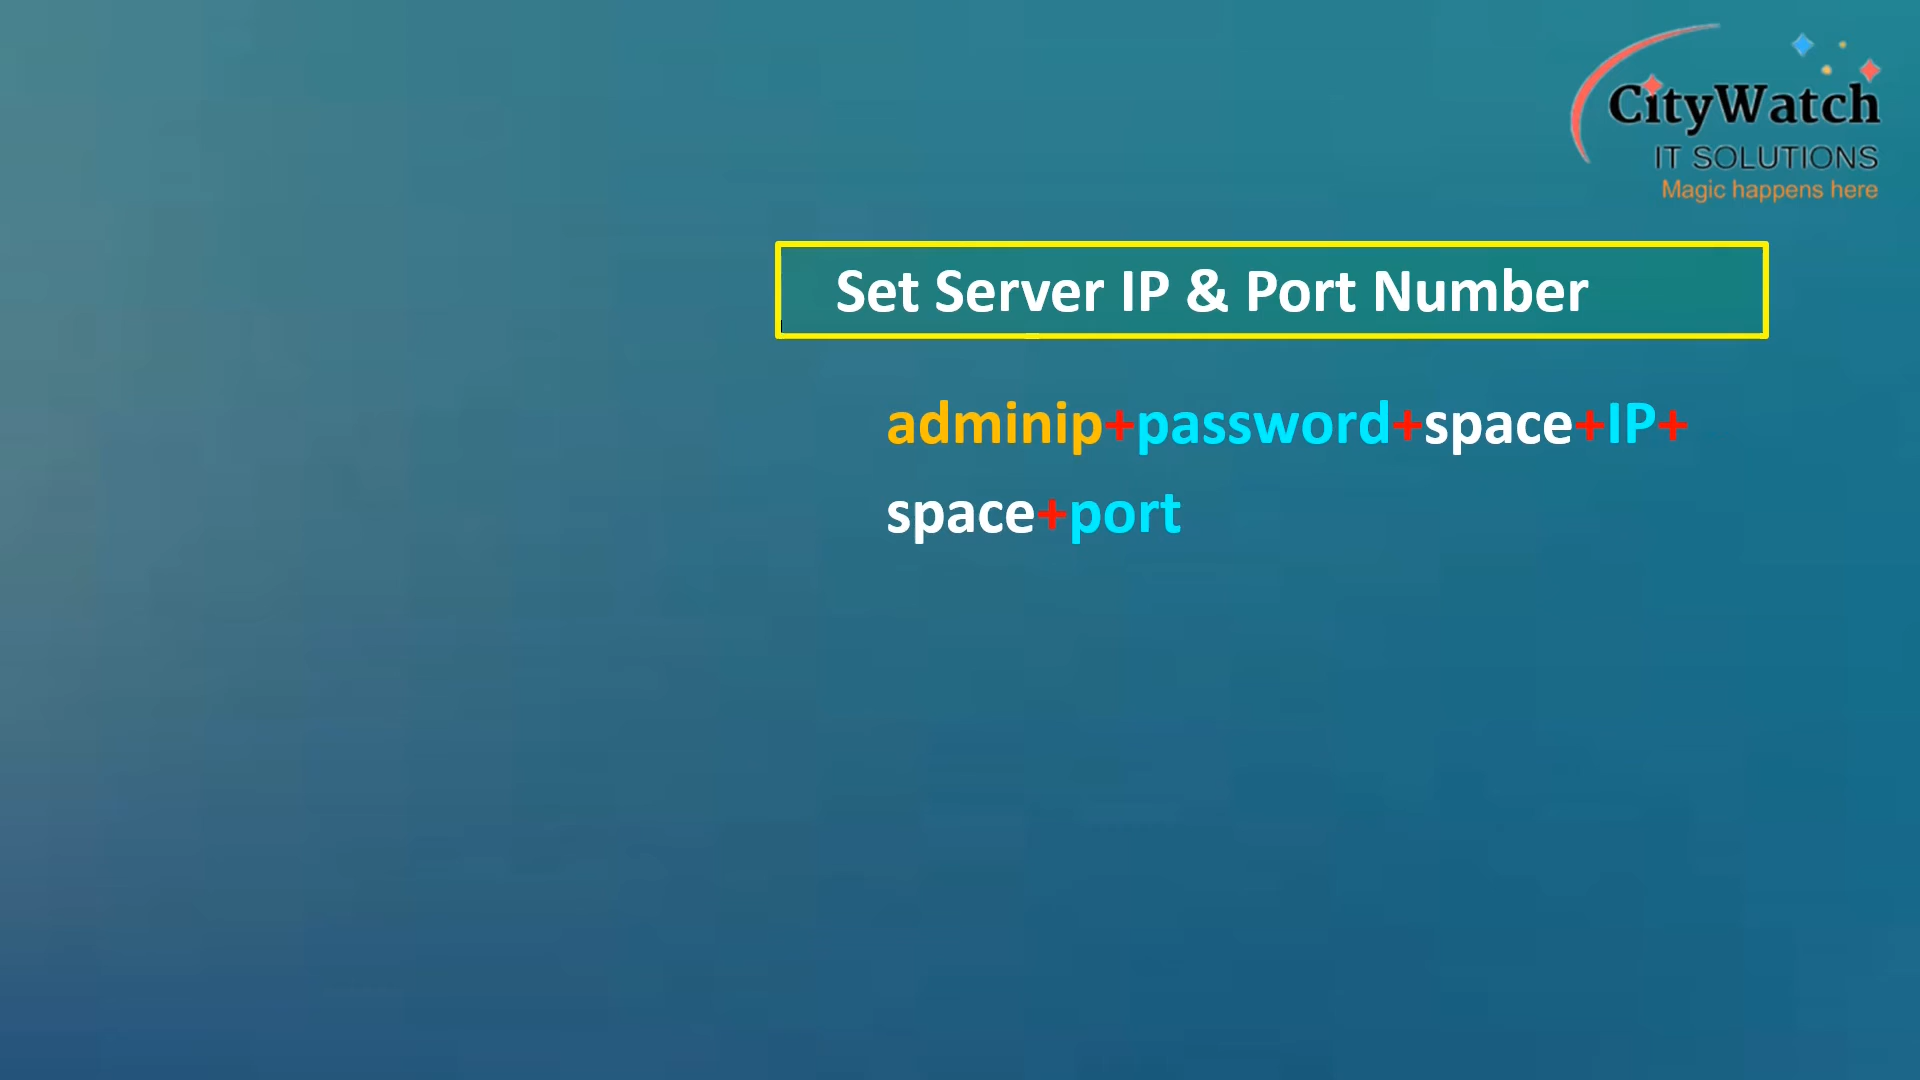 CityWatch
IT SOLUTIONS
Magic happens here
Set Server IP & Port Number
adminip+password+space+IP+
space+port